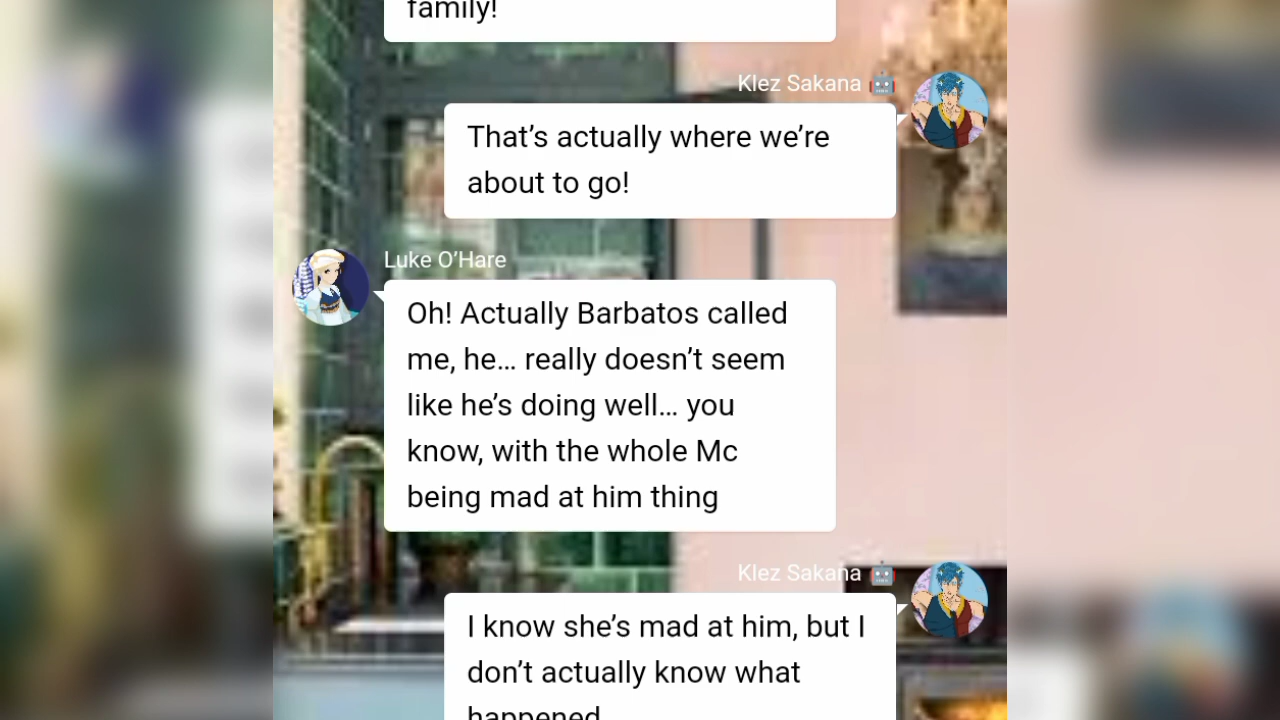 family!
Klez Sakana 🤖
That’s actually where we’re
about to go!
Luke O’Hare
Oh! Actually Barbatos called
me, he… really doesn’t seem
like he’s doing well… you
know, with the whole Mc
being mad at him thing
Klez Sakana 🤖
I know she’s mad at him, but I
don’t actually know what
happened